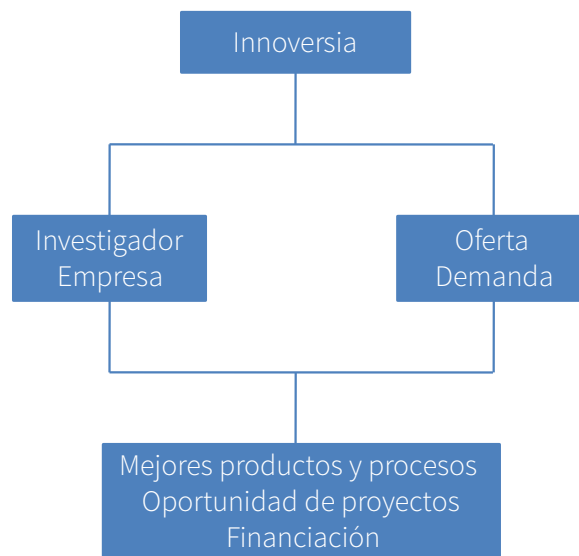 Innoversia
Investigador
Empresa
Oferta
Demanda
Mejores productos y procesos
Oportunidad de proyectos
Financiación